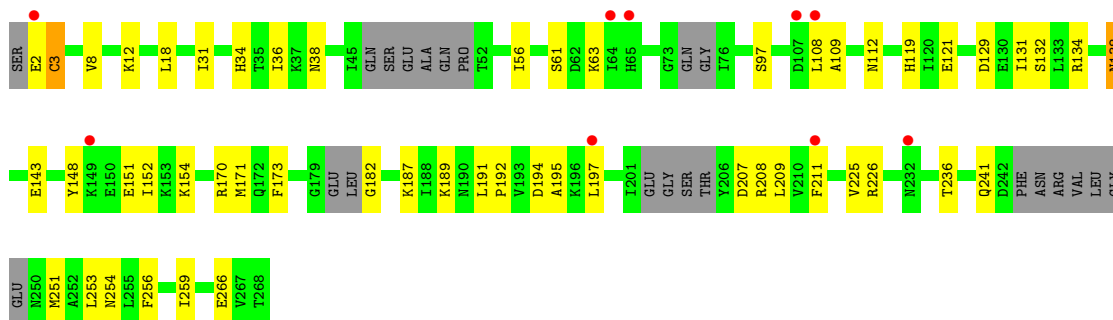 SER E2 C3 V8 K12 L18 I31 H34 T35 I36 K37 N38 I45 GLN SER GLU ALA GLN PRO T52 I56 S61 D62 K63 I64 H65 G73 GLN GLY I76 S97 D107 L108 A109 N112 H119 I120 E121 D129 E130 I131 S132 L133 R134
E143 Y148 K149 E150 E151 I152 K153 K154 R170 M171 Q172 F173 G179 GLU LEU G182 K187 I188 K189 N190 L191 P192 V193 D194 A195 K196 L197 I201 GLU GLY SER THR Y206 D207 R208 L209 V210 F211 V225 R226 N232 T236 Q241 D242 PHE ASN ARG VAL LEU
GLU N250 M251 A252 L253 N254 L255 F256 I259 E266 V267 T268